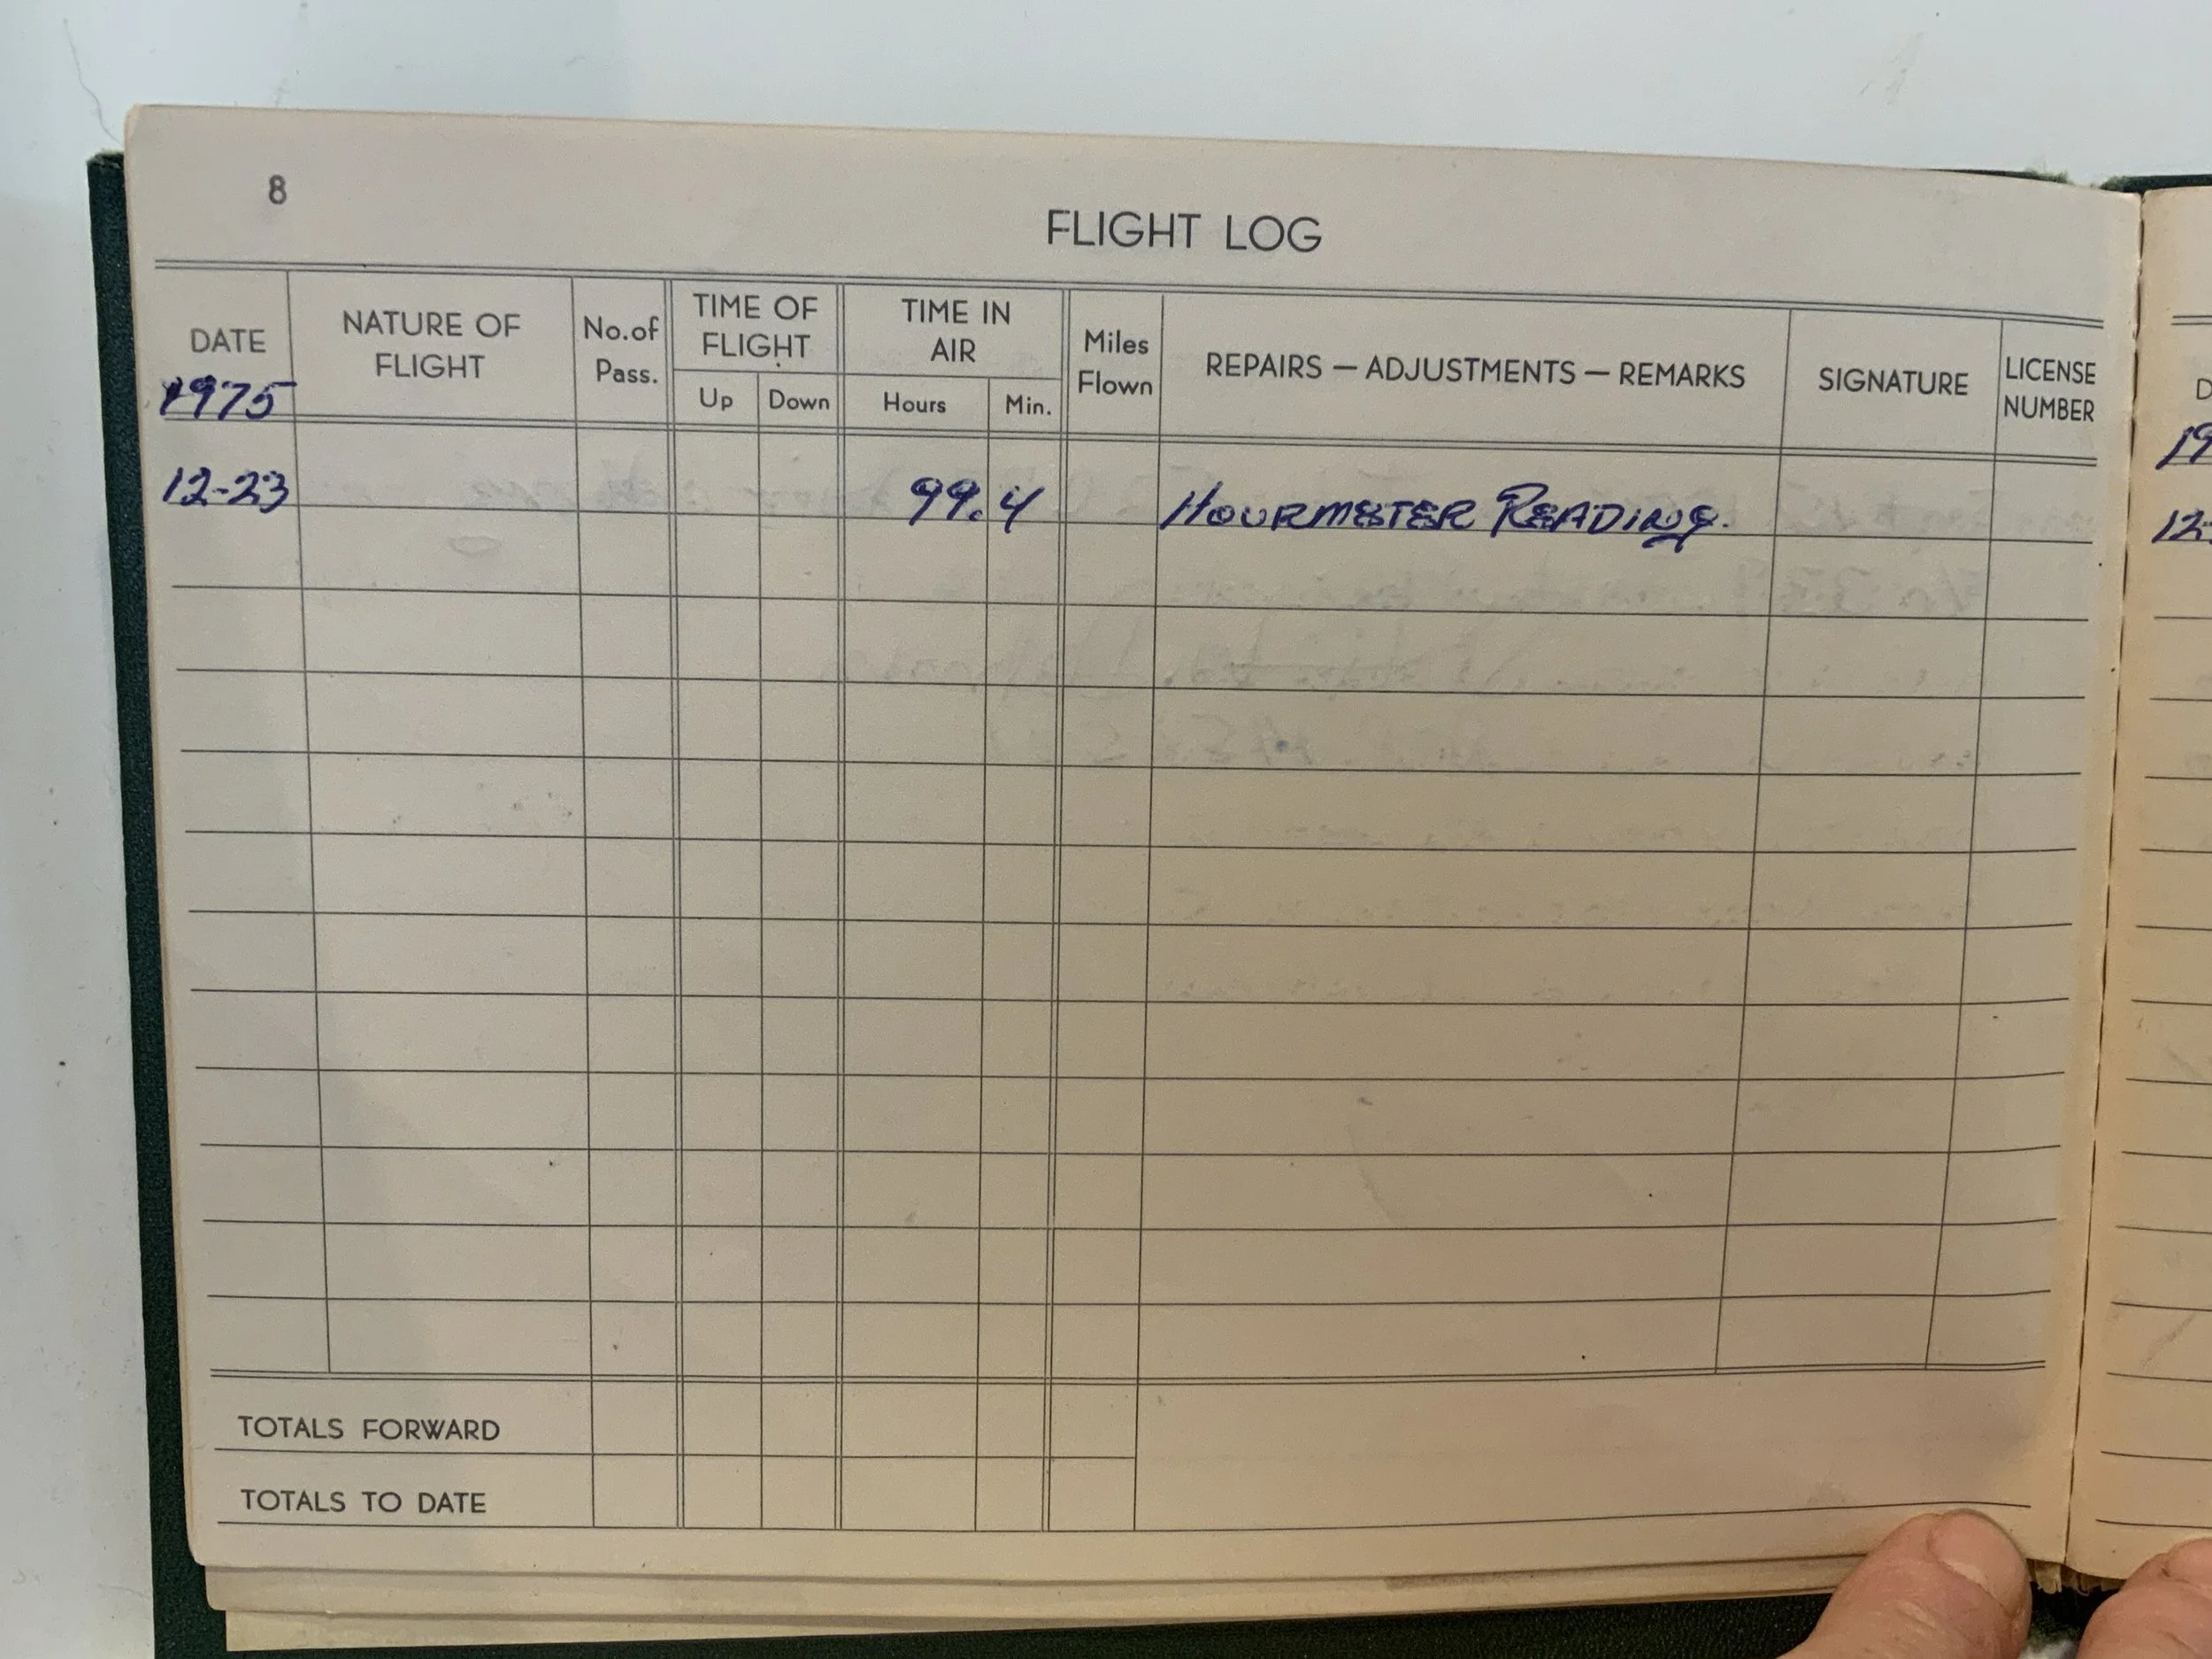 8
FLIGHT LOG
DATE NATURE OF FLIGHT No.of Pass. TIME OF FLIGHT TIME IN AIR Miles Flown REPAIRS — ADJUSTMENTS — REMARKS SIGNATURE LICENSE NUMBER
Up Down Hours Min.
1975
12-23 99.4 HOURMETER READING.
TOTALS FORWARD
TOTALS TO DATE
D
19
12-